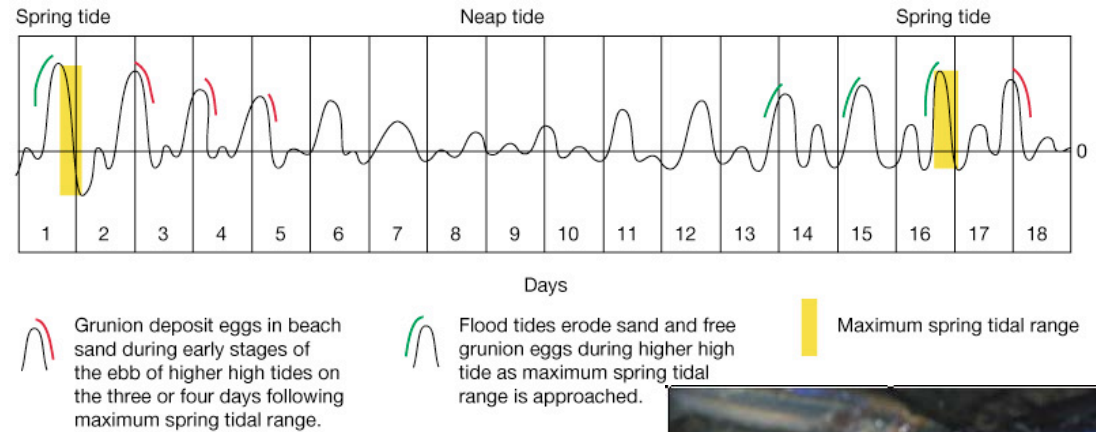 Spring tide
Neap tide
Spring tide
0
1 2 3 4 5 6 7 8 9 10 11 12 13 14 15 16 17 18
Days
Grunion deposit eggs in beach
sand during early stages of
the ebb of higher high tides on
the three or four days following
maximum spring tidal range.
Flood tides erode sand and free
grunion eggs during higher high
tide as maximum spring tidal
range is approached.
Maximum spring tidal range